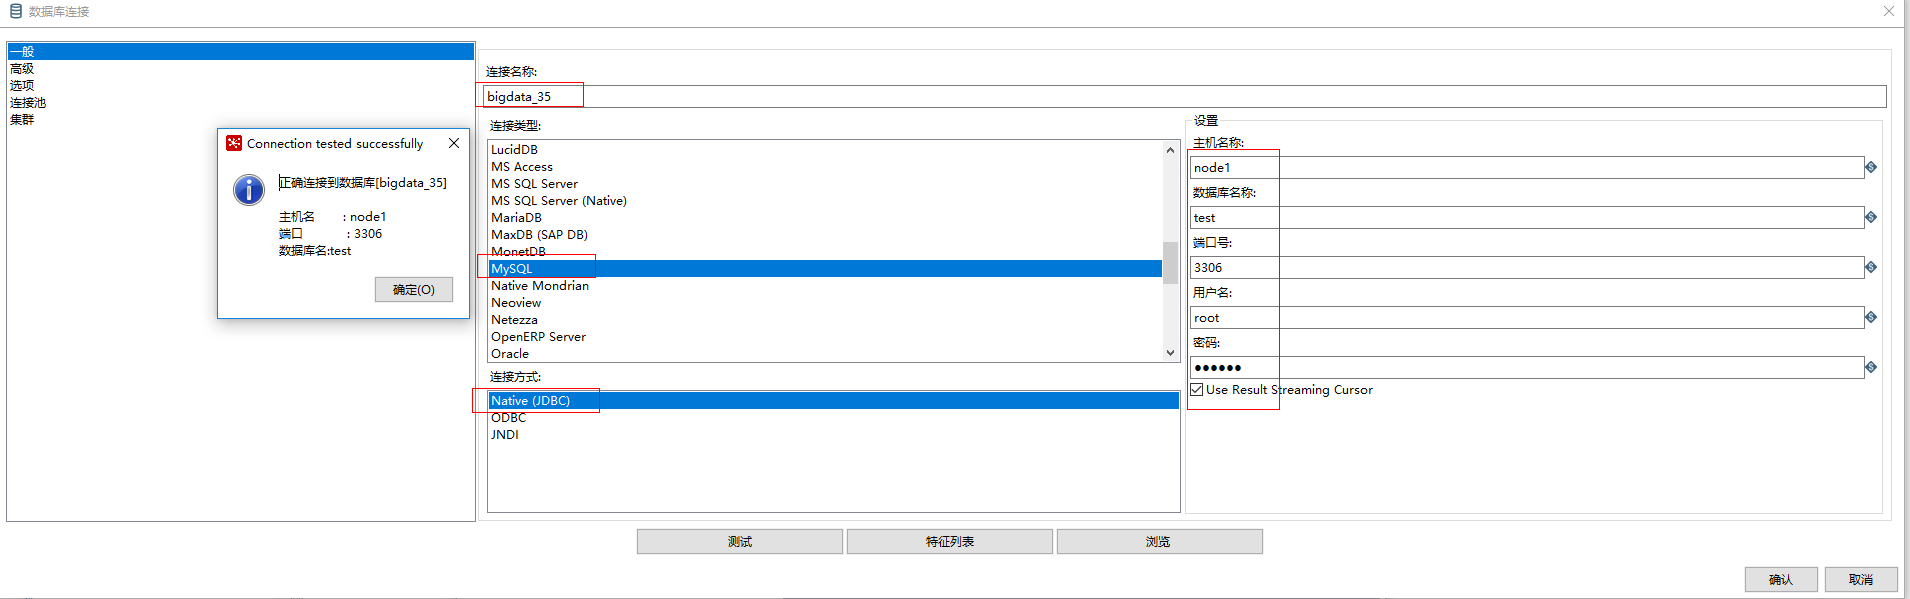 数据库连接
一般
高级
选项
连接池
集群
Connection tested successfully
正确连接到数据库[bigdata_35]
主机名 : node1
端口 : 3306
数据库名:test
确定(O)
连接名称:
bigdata_35
连接类型:
LucidDB
MS Access
MS SQL Server
MS SQL Server (Native)
MariaDB
MaxDB (SAP DB)
MonetDB
MySQL
Native Mondrian
Neoview
Netezza
OpenERP Server
Oracle
连接方式:
Native (JDBC)
ODBC
JNDI
设置
主机名称:
node1
数据库名称:
test
端口号:
3306
用户名:
root
密码:
●●●●●●
Use Result Streaming Cursor
测试
特征列表
浏览
确认
取消